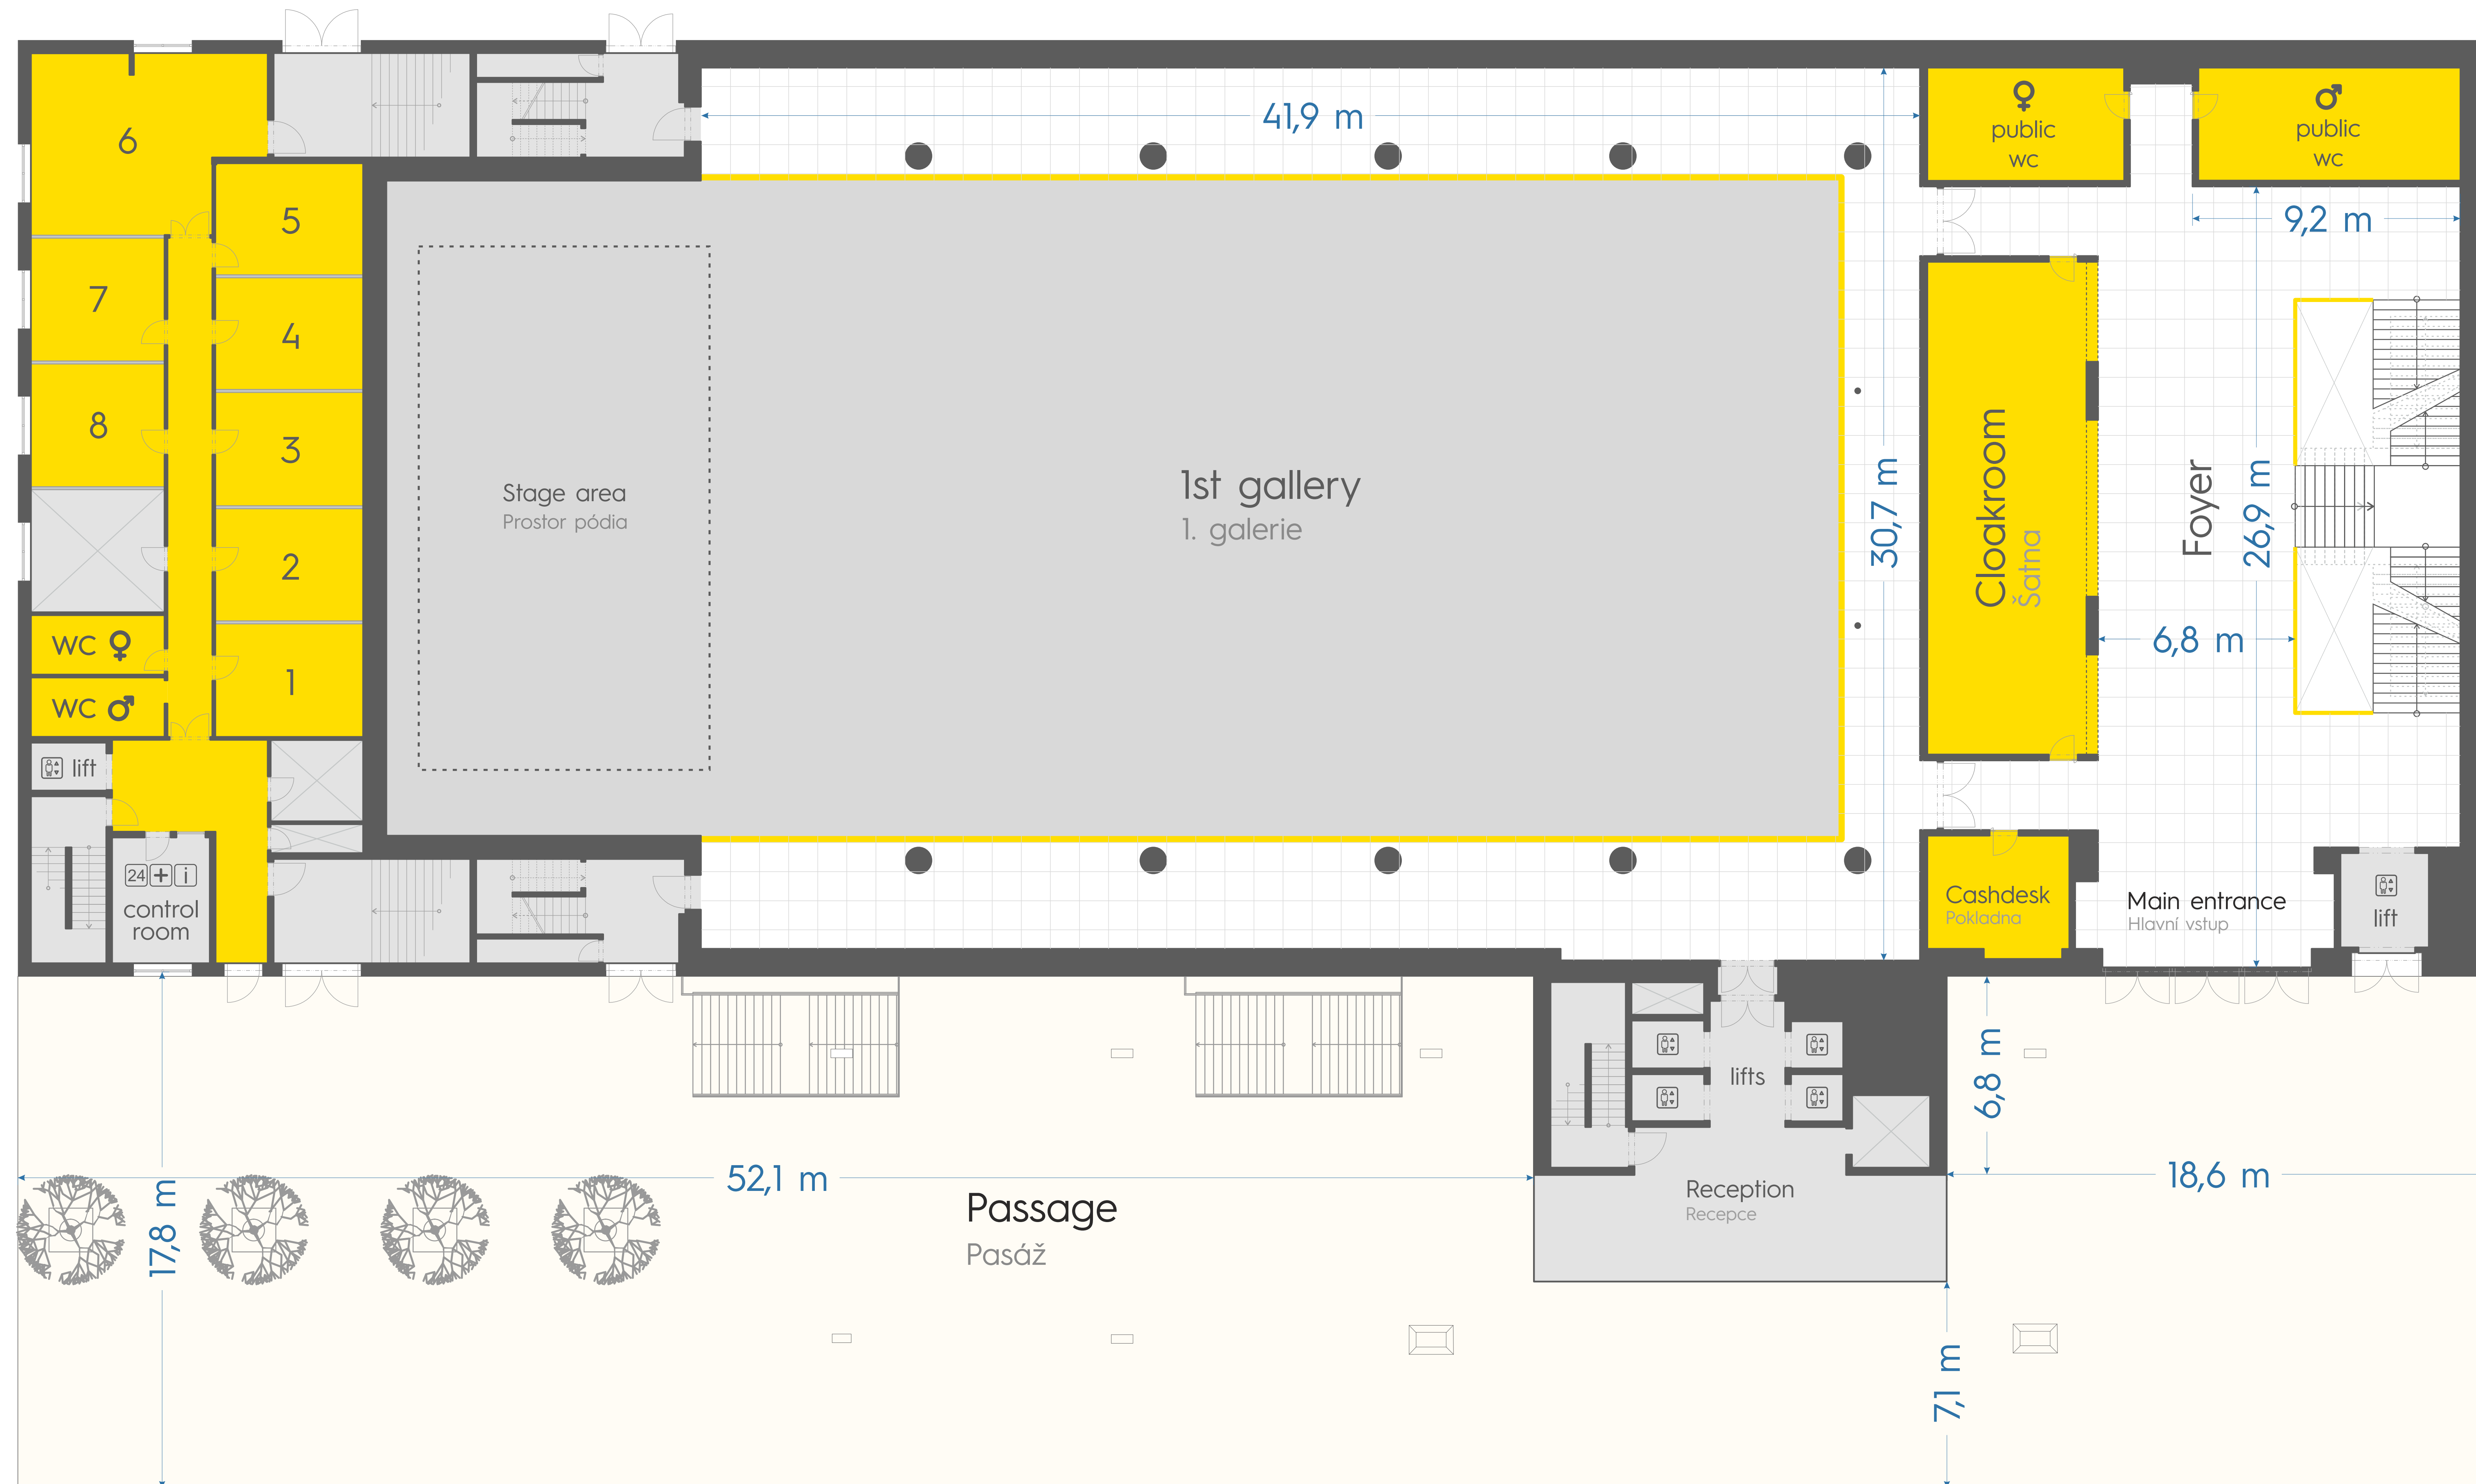 41,9 m
♀
public
wc
♂
public
wc
6
5
9,2 m
7
4
8
3
Stage area
Prostor pódia
1st gallery
1. galerie
30,7 m
Cloakroom
Šatna
Foyer
26,9 m
2
6,8 m
WC ♀
1
WC ♂
lift
24 + i
control
room
Cashdesk
Pokladna
Main entrance
Hlavní vstup
lift
lifts
6,8 m
52,1 m
18,6 m
17,8 m
Passage
Pasáž
Reception
Recepce
7,1 m